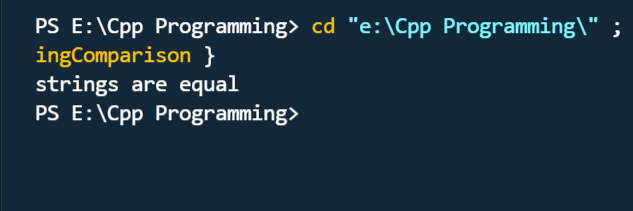 PS E:\Cpp Programming> cd "e:\Cpp Programming\" ;
ingComparison }
strings are equal
PS E:\Cpp Programming>